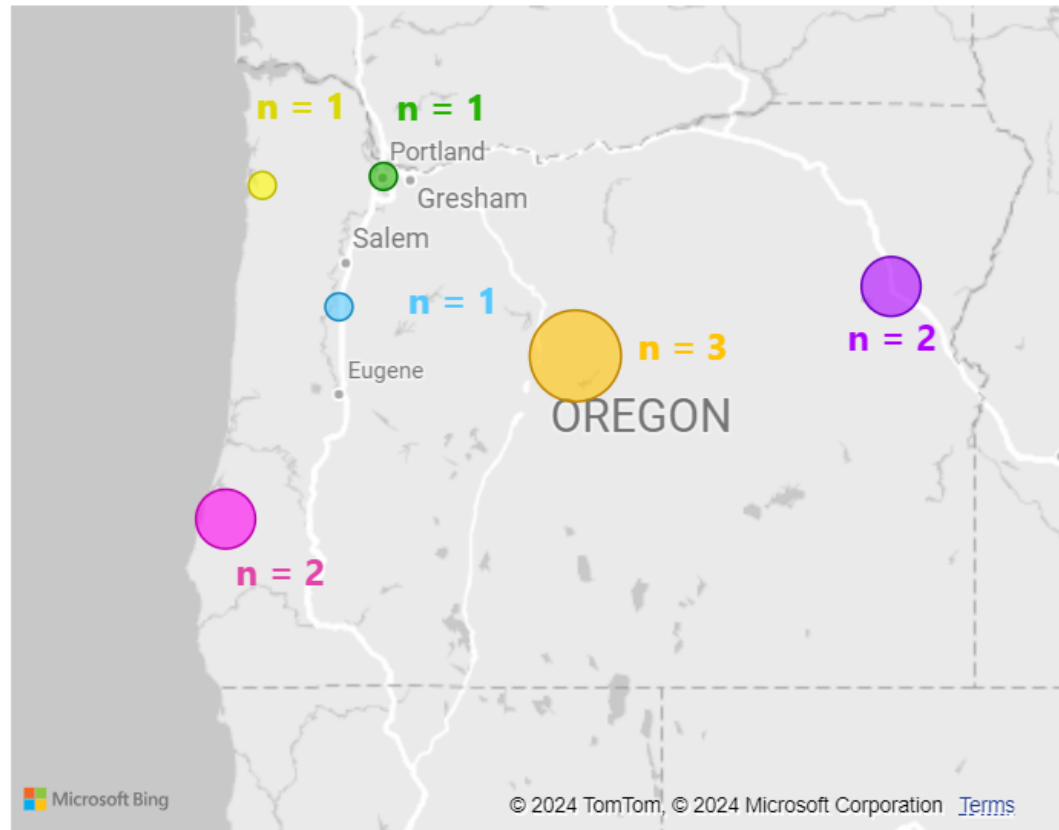 n = 1
n = 1
Portland
Gresham
Salem
n = 1
n = 2
n = 3
Eugene
OREGON
n = 2
Microsoft Bing
© 2024 TomTom, © 2024 Microsoft Corporation Terms